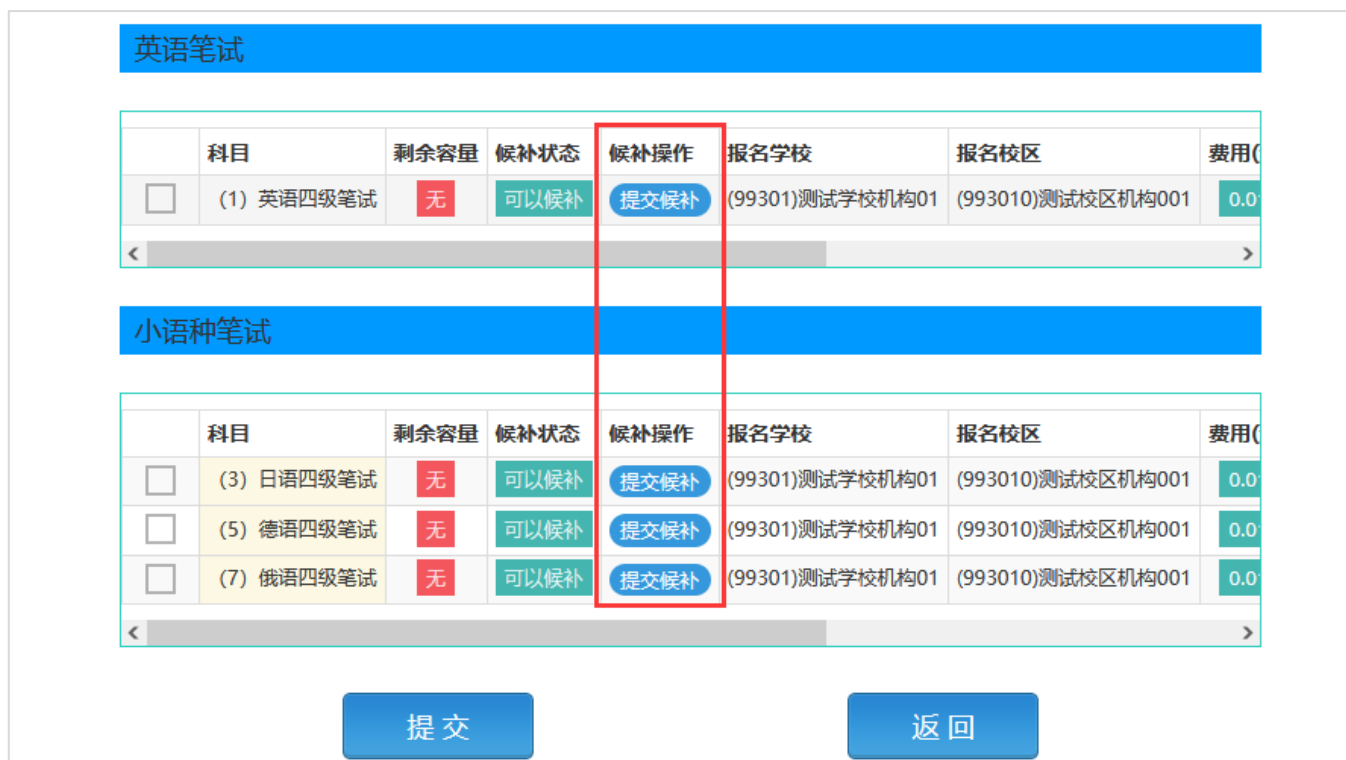 英语笔试
科目 剩余容量 候补状态 候补操作 报名学校 报名校区 费用(
(1) 英语四级笔试 无 可以候补 提交候补 (99301)测试学校机构01 (993010)测试校区机构001 0.0
小语种笔试
科目 剩余容量 候补状态 候补操作 报名学校 报名校区 费用(
(3) 日语四级笔试 无 可以候补 提交候补 (99301)测试学校机构01 (993010)测试校区机构001 0.0
(5) 德语四级笔试 无 可以候补 提交候补 (99301)测试学校机构01 (993010)测试校区机构001 0.0
(7) 俄语四级笔试 无 可以候补 提交候补 (99301)测试学校机构01 (993010)测试校区机构001 0.0
提交 返回